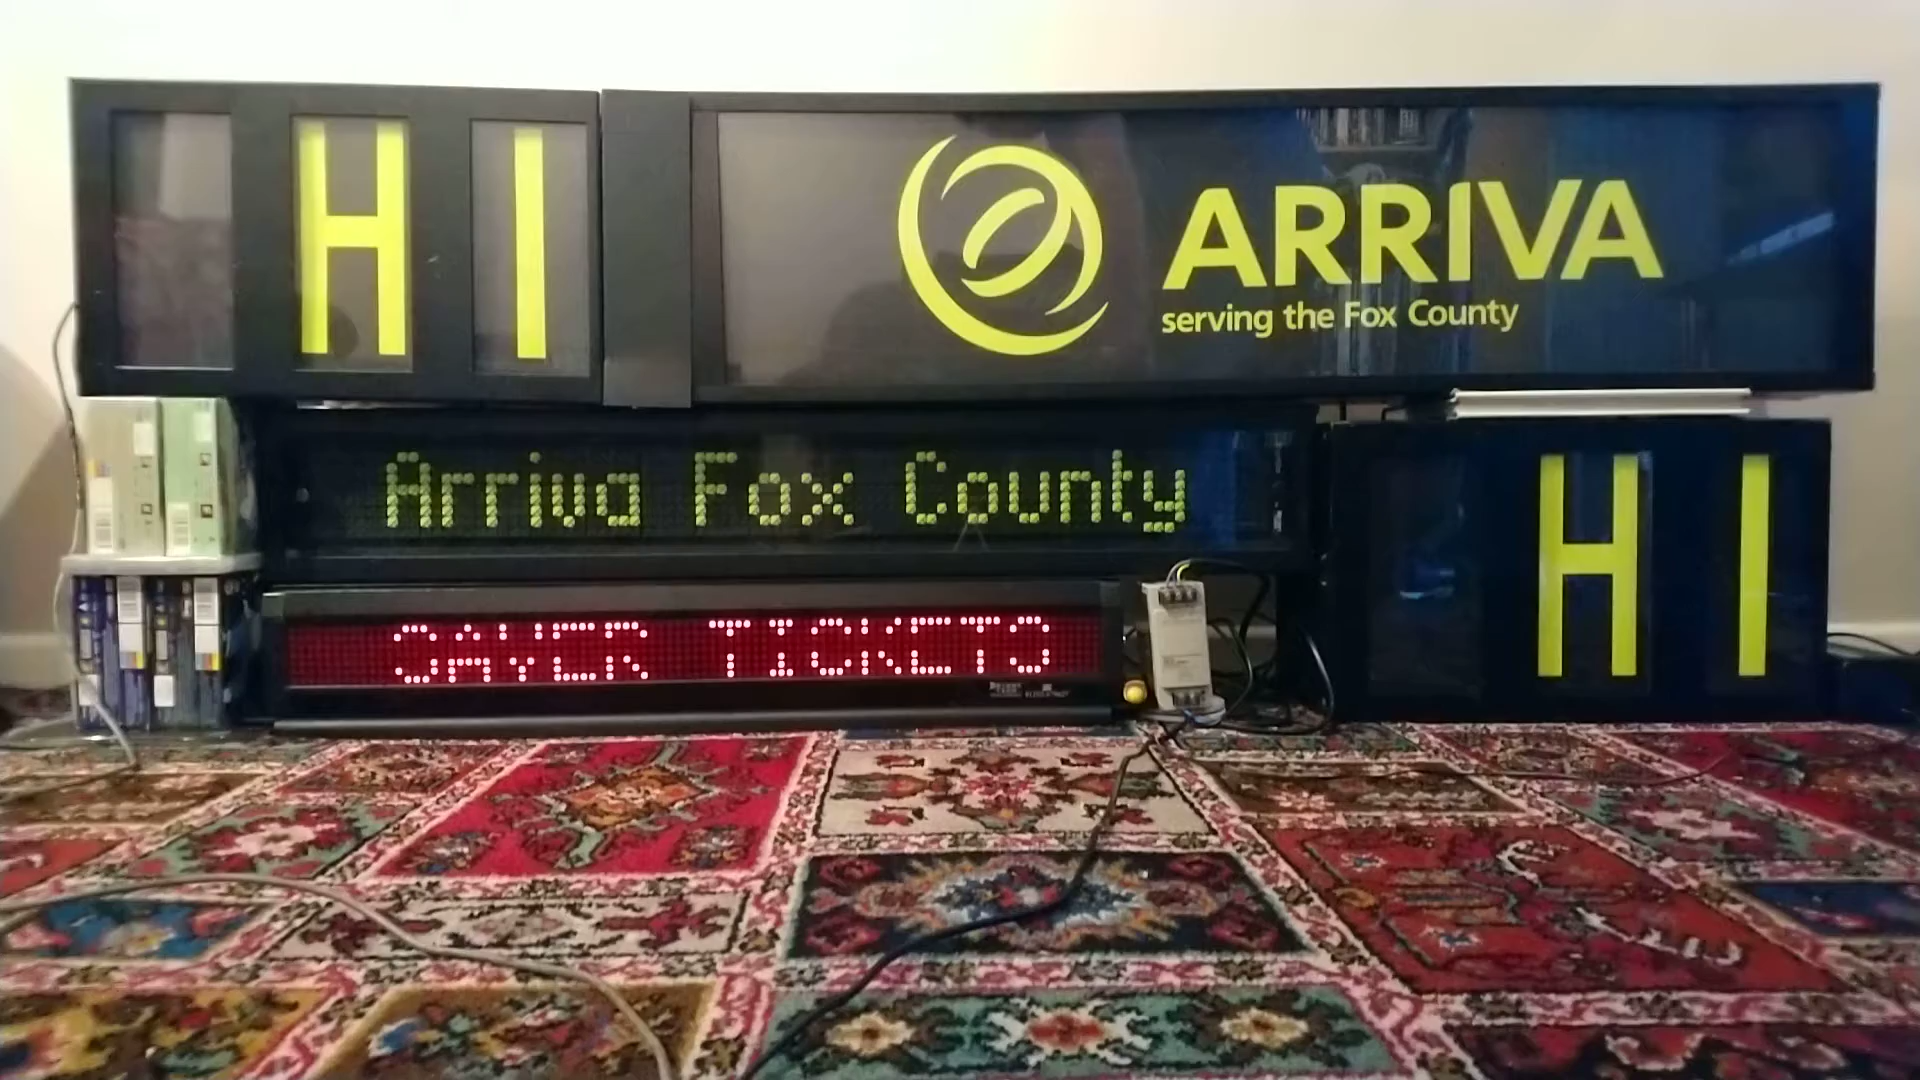 HI
ARRIVA
serving the Fox County
Arriva Fox County
HI
SAVER TICKETS